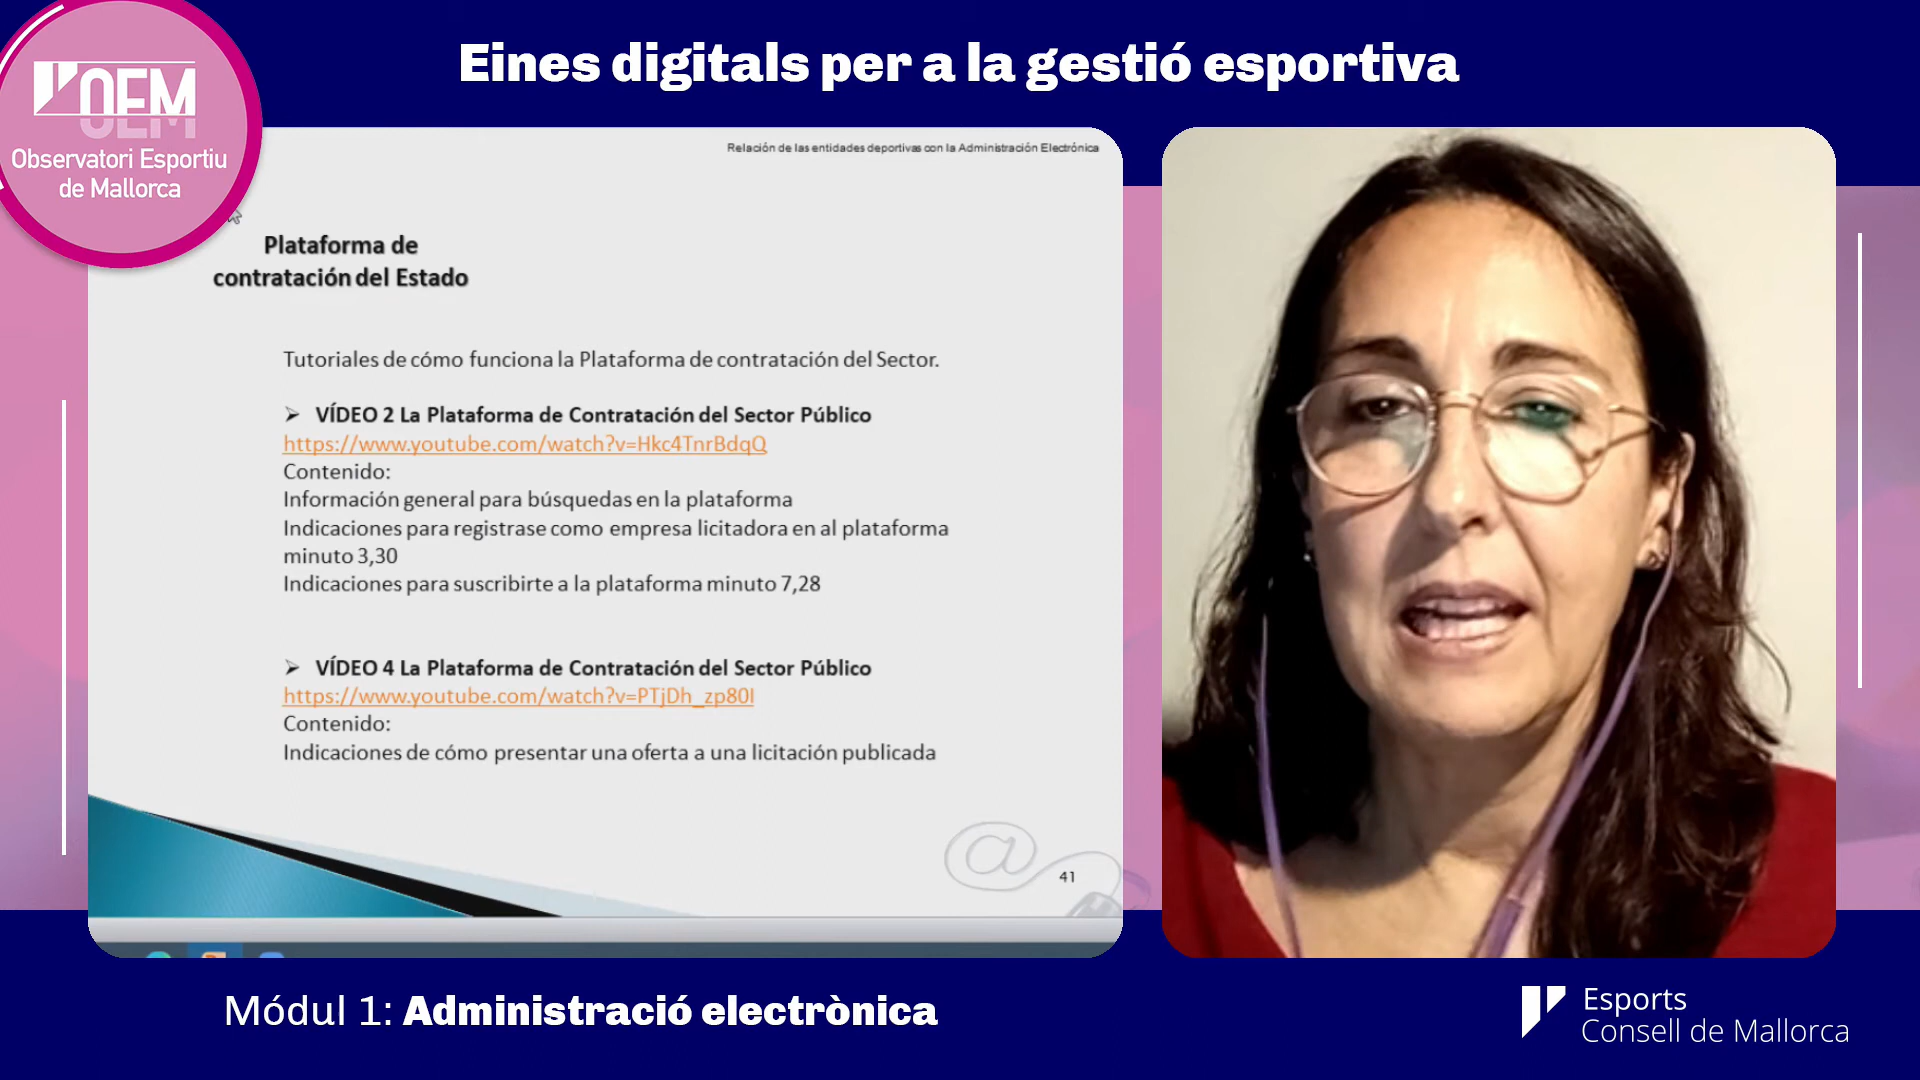 Eines digitals per a la gestió esportiva
OEM
Observatori Esportiu
de Mallorca
Relación de las entidades deportivas con la Administración Electrónica
Plataforma de
contratación del Estado
Tutoriales de cómo funciona la Plataforma de contratación del Sector.
➢ VÍDEO 2 La Plataforma de Contratación del Sector Público
https://www.youtube.com/watch?v=Hkc4TnrBdqQ
Contenido:
Información general para búsquedas en la plataforma
Indicaciones para registrase como empresa licitadora en al plataforma
minuto 3,30
Indicaciones para suscribirte a la plataforma minuto 7,28
➢ VÍDEO 4 La Plataforma de Contratación del Sector Público
https://www.youtube.com/watch?v=PTjDh_zp80I
Contenido:
Indicaciones de cómo presentar una oferta a una licitación publicada
41
Módul 1: Administració electrònica
Esports
Consell de Mallorca